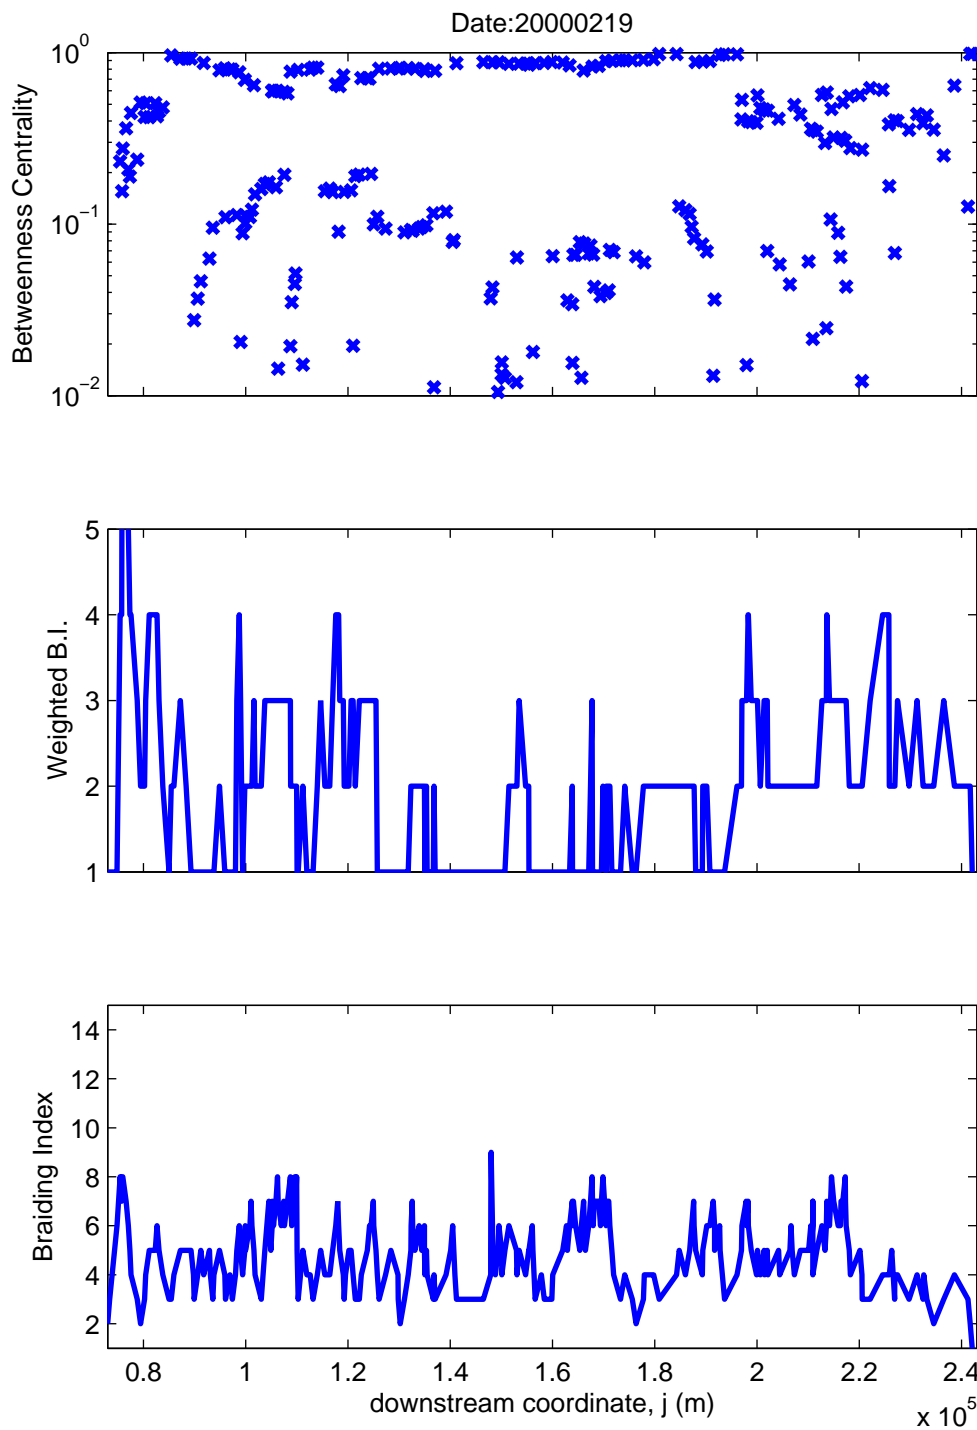 Date:20000219
10^0
10^−1
10^−2
Betweenness Centrality
5
4
3
2
1
Weighted B.I.
14
12
10
8
6
4
2
Braiding Index
0.8 1 1.2 1.4 1.6 1.8 2 2.2 2.4
downstream coordinate, j (m)
x 10^5